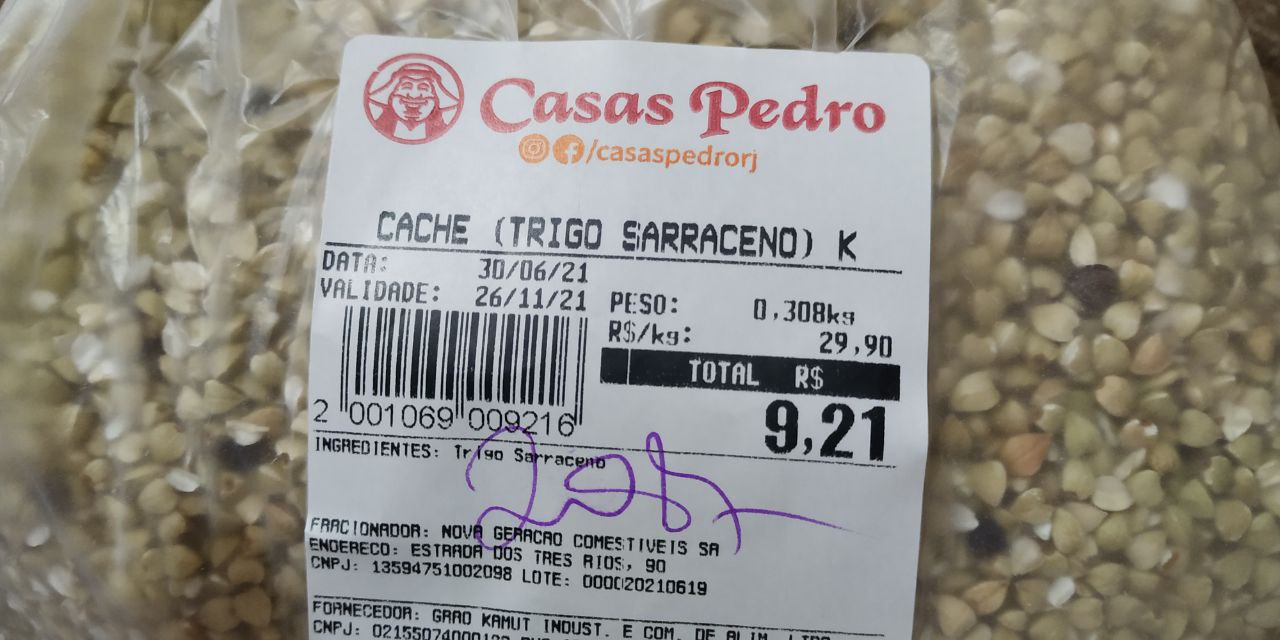 Casas Pedro
/casaspedrorj
CACHE (TRIGO SARRACENO) K
DATA: 30/06/21
VALIDADE: 26/11/21
PESO: 0,308kg
R$/kg: 29,90
TOTAL R$
9,21
2 001069 009216
INGREDIENTES: Trigo Sarraceno
FRACIONADOR: NOVA GERACAO COMESTIVEIS SA
ENDERECO: ESTRADA DOS TRES RIOS, 90
CNPJ: 13594751002098 LOTE: 000020210619
FORNECEDOR: GRAO KAMUT INDUST. E COM. DE ALIM. LTDA
CNPJ: